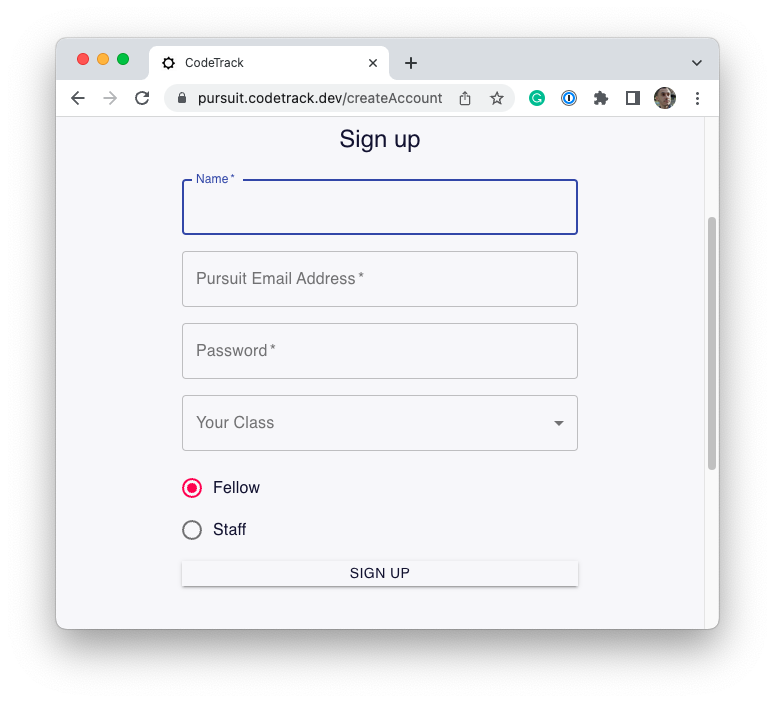 CodeTrack
pursuit.codetrack.dev/createAccount
Sign up
Name *
Pursuit Email Address *
Password *
Your Class
Fellow
Staff
SIGN UP